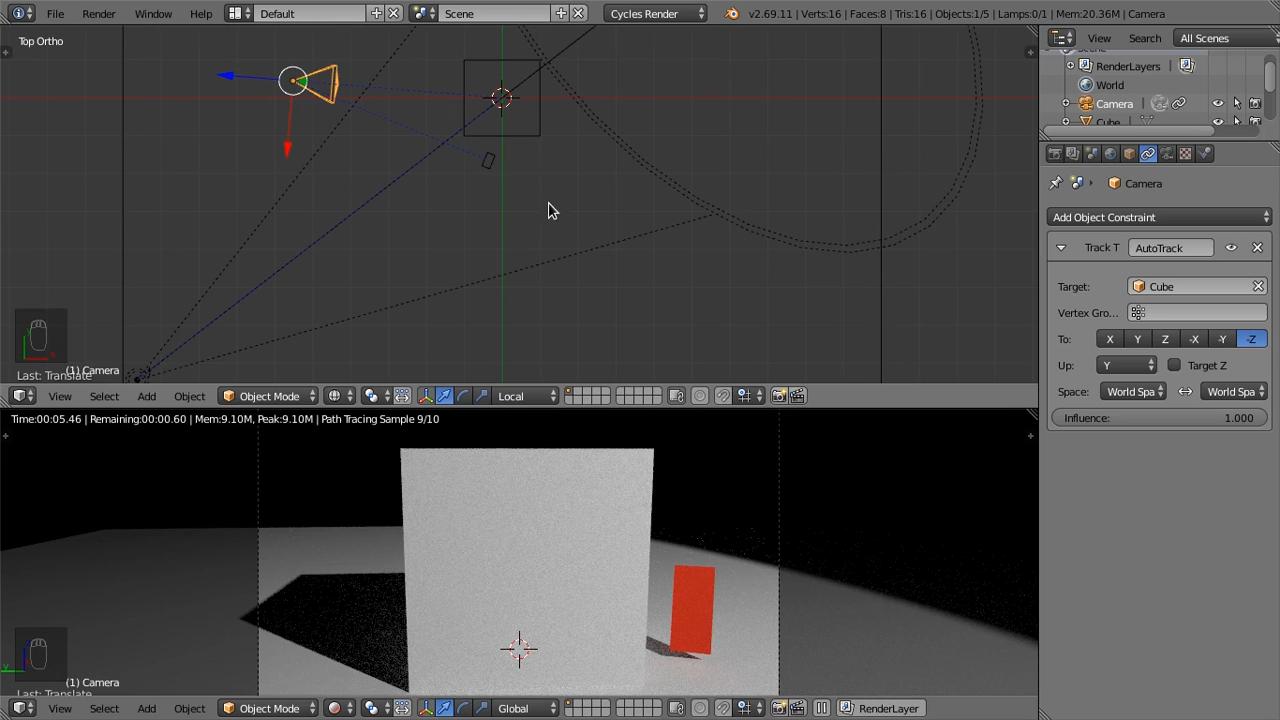 File Render Window Help Default Scene Cycles Render v2.69.11 | Verts:16 | Faces:8 | Tris:16 | Objects:1/5 | Lamps:0/1 | Mem:20.36M | Camera
Top Ortho
(1) Camera
Last: Translate
View Select Add Object Object Mode Local
Time:00:05.46 | Remaining:00:00.60 | Mem:9.10M, Peak:9.10M | Path Tracing Sample 9/10
(1) Camera
Last: Translate
View Select Add Object Object Mode Global RenderLayer
View Search All Scenes
Scene
RenderLayers
World
Camera
Cube
Camera
Add Object Constraint
Track T AutoTrack
Target: Cube
Vertex Gro...
To: X Y Z -X -Y -Z
Up: Y Target Z
Space: World Spa World Spa
Influence: 1.000